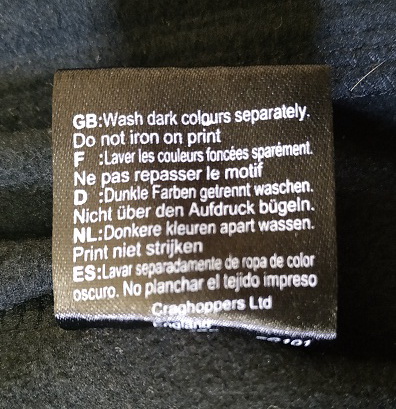 GB:Wash dark colours separately.
Do not iron on print
F :Laver les couleurs foncées sparément.
Ne pas repasser le motif
D :Dunkle Farben getrennt waschen.
Nicht über den Aufdruck bügeln.
NL:Donkere kleuren apart wassen.
Print niet strijken
ES:Lavar separadamente de ropa de color
oscuro. No planchar el tejido impreso
Craghoppers Ltd
England